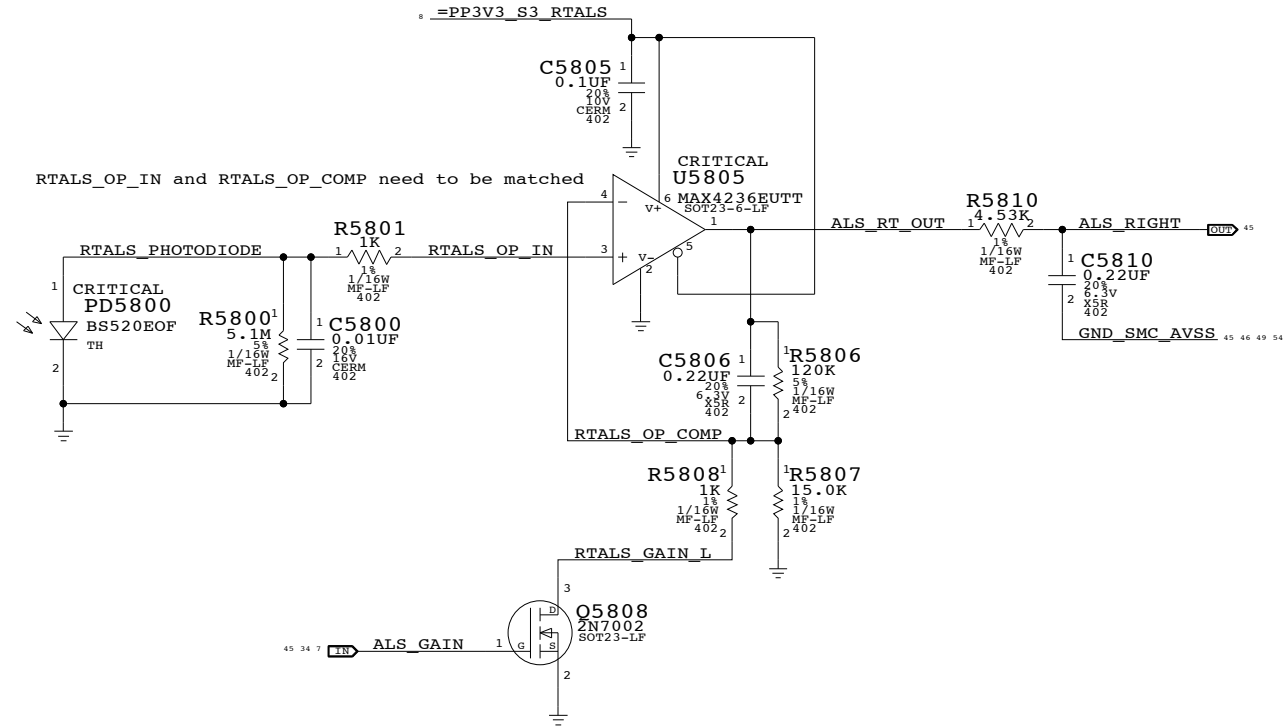 8 =PP3V3_S3_RTALS
C5805 1
0.1UF
20%
10V
CERM 2
402
RTALS_OP_IN and RTALS_OP_COMP need to be matched
CRITICAL
U5805
4 − V+ 6 MAX4236EUTT
SOT23-6-LF
1
3 + V- 5
2
RTALS_PHOTODIODE
R5801
1 1K 2
1%
1/16W
MF-LF
402
RTALS_OP_IN
ALS_RT_OUT
R5810
1 4.53K 2
1%
1/16W
MF-LF
402
ALS_RIGHT
OUT 45
1 C5810
0.22UF
20%
6.3V
2 X5R
402
GND_SMC_AVSS 45 46 49 54
1 CRITICAL
PD5800
BS520EOF
TH
2
R5800 1
5.1M
5%
1/16W
MF-LF
402 2
1 C5800
0.01UF
20%
16V
2 CERM
402
C5806 1
0.22UF
20%
6.3V
X5R 2
402
1 R5806
120K
5%
1/16W
MF-LF
2 402
RTALS_OP_COMP
R5808 1
1K
1%
1/16W
MF-LF
402 2
1 R5807
15.0K
1%
1/16W
MF-LF
2 402
RTALS_GAIN_L
3
D Q5808
2N7002
SOT23-LF
45 34 7 IN ALS_GAIN 1 G S
2